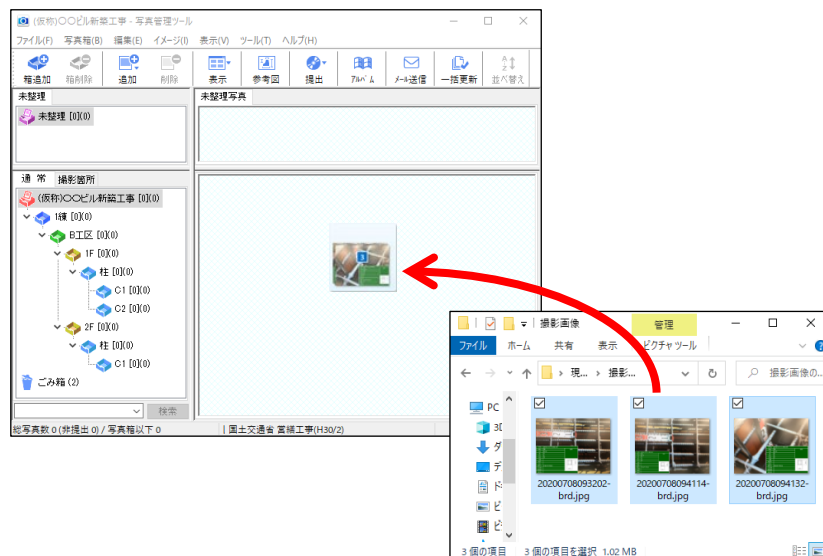 (仮称)〇〇ビル新築工事 - 写真管理ツール
ファイル(F) 写真箱(B) 編集(E) イメージ(I) 表示(V) ツール(T) ヘルプ(H)
箱追加 箱削除 追加 削除 表示 参考図 提出 ｱﾙﾊﾞﾑ ﾒｰﾙ送信 一括更新 並べ替え
未整理 未整理写真
未整理 [0](0)
通 常 撮影箇所
(仮称)〇〇ビル新築工事 [0](0)
1棟 [0](0)
B工区 [0](0)
1F [0](0)
柱 [0](0)
C1 [0](0)
C2 [0](0)
2F [0](0)
柱 [0](0)
C1 [0](0)
ごみ箱 (2)
検索
総写真数 0 (非提出 0) / 写真箱以下 0 国土交通省 営繕工事(H30/2)
3
撮影画像 管理
ファイル ホーム 共有 表示 ピクチャ ツール
現... 撮影... 撮影画像の...
PC
3D
ダ
デ
ド
ビ
20200708093202-
brd.jpg
20200708094114-
brd.jpg
20200708094132-
brd.jpg
3 個の項目 3 個の項目を選択 1.02 MB